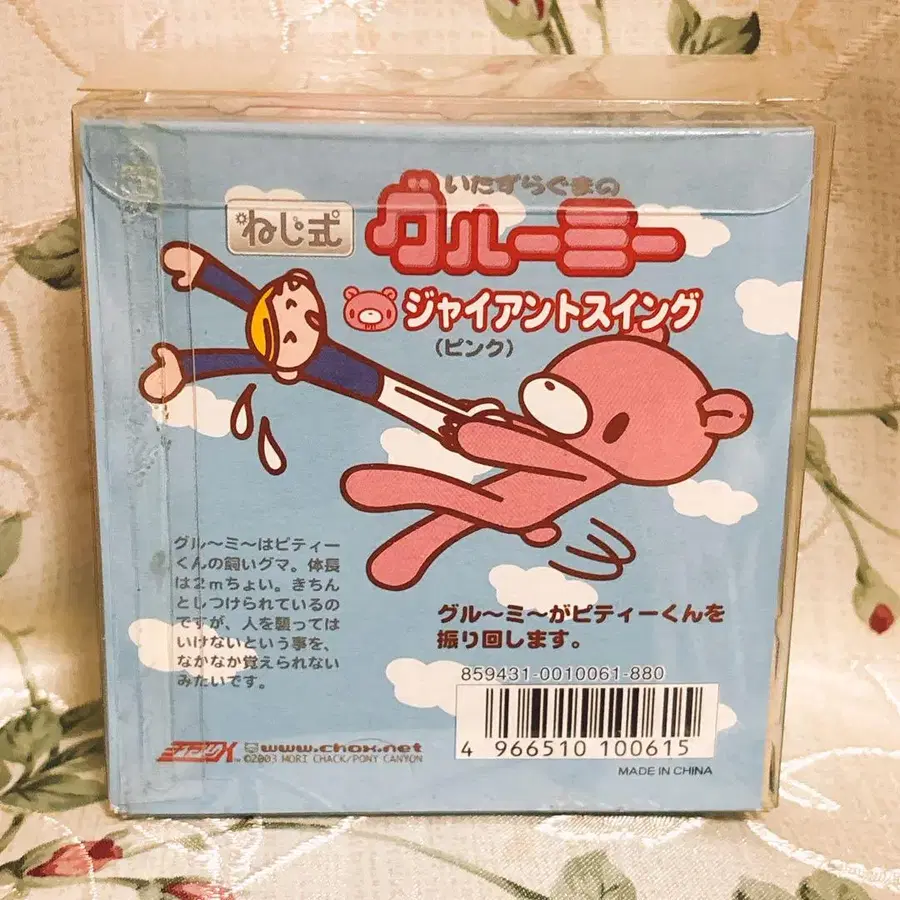 いたずらぐまの
ねじ式
グルーミー
ジャイアントスイング
(ピンク)
グル～ミ～はピティー
くんの飼いグマ。体長
は2mちょい。きちん
としつけられているの
ですが、人を襲っては
いけないという事を、
なかなか覚えられない
みたいです。
グル～ミ～がピティーくんを
振り回します。
859431-0010061-880
4 966510 100615
MADE IN CHINA
www.chax.net
©2003 MORI CHACK/PONY CANYON